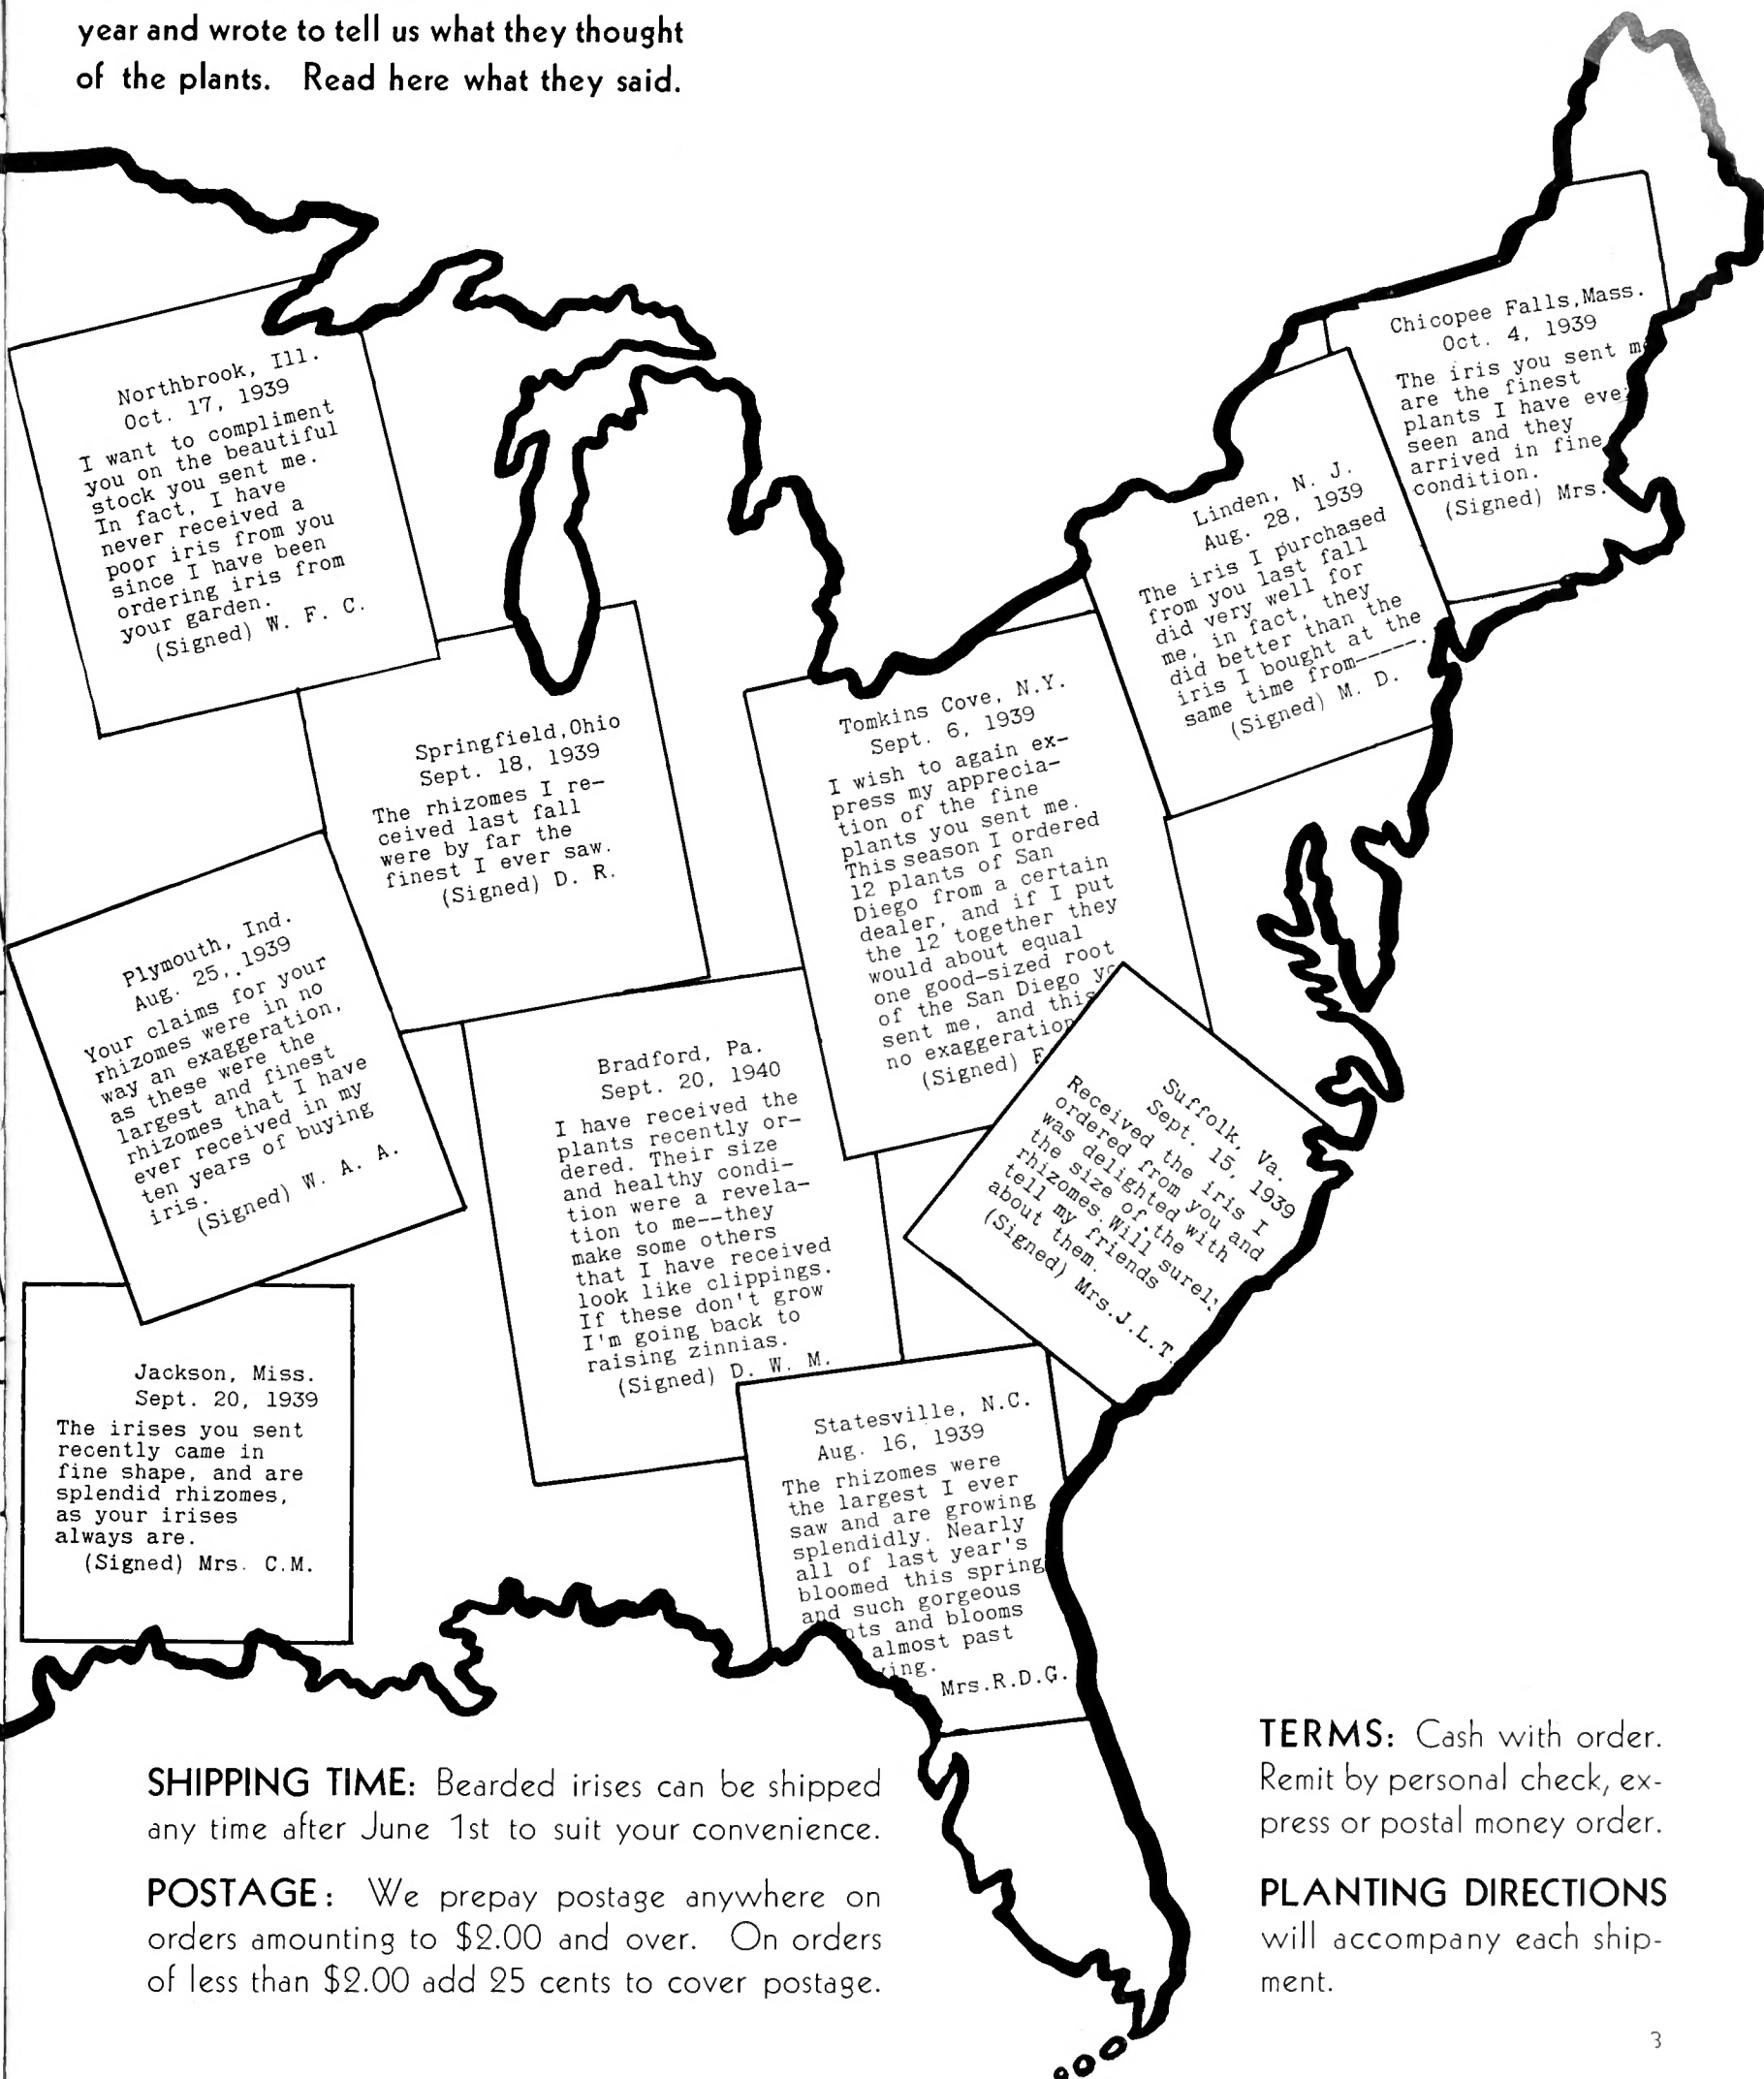 year and wrote to tell us what they thought
of the plants. Read here what they said.
Northbrook, Ill.
Oct. 17, 1939
I want to compliment
you on the beautiful
stock you sent me.
In fact, I have
never received a
poor iris from you
since I have been
ordering iris from
your garden.
(Signed) W. F. C.
Springfield,Ohio
Sept. 18, 1939
The rhizomes I re-
ceived last fall
were by far the
finest I ever saw.
(Signed) D. R.
Plymouth, Ind.
Aug. 25,.1939
Your claims for your
rhizomes were in no
way an exaggeration,
as these were the
largest and finest
rhizomes that I have
ever received in my
ten years of buying
iris.
(Signed) W. A. A.
Jackson, Miss.
Sept. 20, 1939
The irises you sent
recently came in
fine shape, and are
splendid rhizomes,
as your irises
always are.
(Signed) Mrs. C.M.
Bradford, Pa.
Sept. 20, 1940
I have received the
plants recently or-
dered. Their size
and healthy condi-
tion were a revela-
tion to me--they
make some others
that I have received
look like clippings.
If these don't grow
I'm going back to
raising zinnias.
(Signed) D. W. M.
Tomkins Cove, N.Y.
Sept. 6, 1939
I wish to again ex-
press my apprecia-
tion of the fine
plants you sent me.
This season I ordered
12 plants of San
Diego from a certain
dealer, and if I put
the 12 together they
would about equal
one good-sized root
of the San Diego
sent me, and this
no exaggeration
(Signed)
Linden, N. J.
Aug. 28, 1939
The iris I purchased
from you last fall
did very well for
me, in fact, they
did better than the
iris I bought at the
same time from-----.
(Signed) M. D.
Chicopee Falls,Mass.
Oct. 4, 1939
The iris you sent
are the finest
plants I have
seen and they
arrived in fine
condition.
(Signed) Mrs.
Suffolk, Va.
Sept. 15, 1939
Received the iris I
ordered from you and
was delighted with
the size of.the
rhizomes.Will surely
tell my friends
about them.
(Signed) Mrs.J.L.T.
Statesville, N.C.
Aug. 16, 1939
The rhizomes were
the largest I ever
saw and are growing
splendidly. Nearly
all of last year's
bloomed this spring
and such gorgeous
and blooms
almost past
Mrs.R.D.G.
SHIPPING TIME: Bearded irises can be shipped
any time after June 1st to suit your convenience.
POSTAGE: We prepay postage anywhere on
orders amounting to $2.00 and over. On orders
of less than $2.00 add 25 cents to cover postage.
TERMS: Cash with order.
Remit by personal check, ex-
press or postal money order.
PLANTING DIRECTIONS
will accompany each ship-
ment.
3